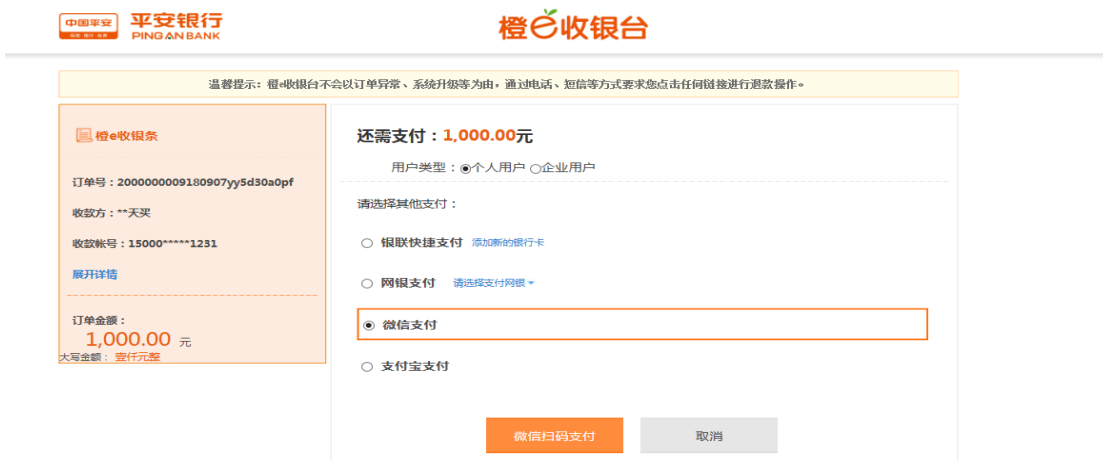 中国平安 平安银行
保险·银行·投资 PING AN BANK
橙e收银台
温馨提示：橙e收银台不会以订单异常、系统升级等为由，通过电话、短信等方式要求您点击任何链接进行退款操作。
橙e收银条
订单号：2000000009180907yy5d30a0pf
收款方：**天买
收款帐号：15000*****1231
展开详情
订单金额：
1,000.00 元
大写金额： 壹仟元整
还需支付：1,000.00元
用户类型： 个人用户 企业用户
请选择其他支付：
银联快捷支付 添加新的银行卡
网银支付 请选择支付网银
微信支付
支付宝支付
微信扫码支付 取消